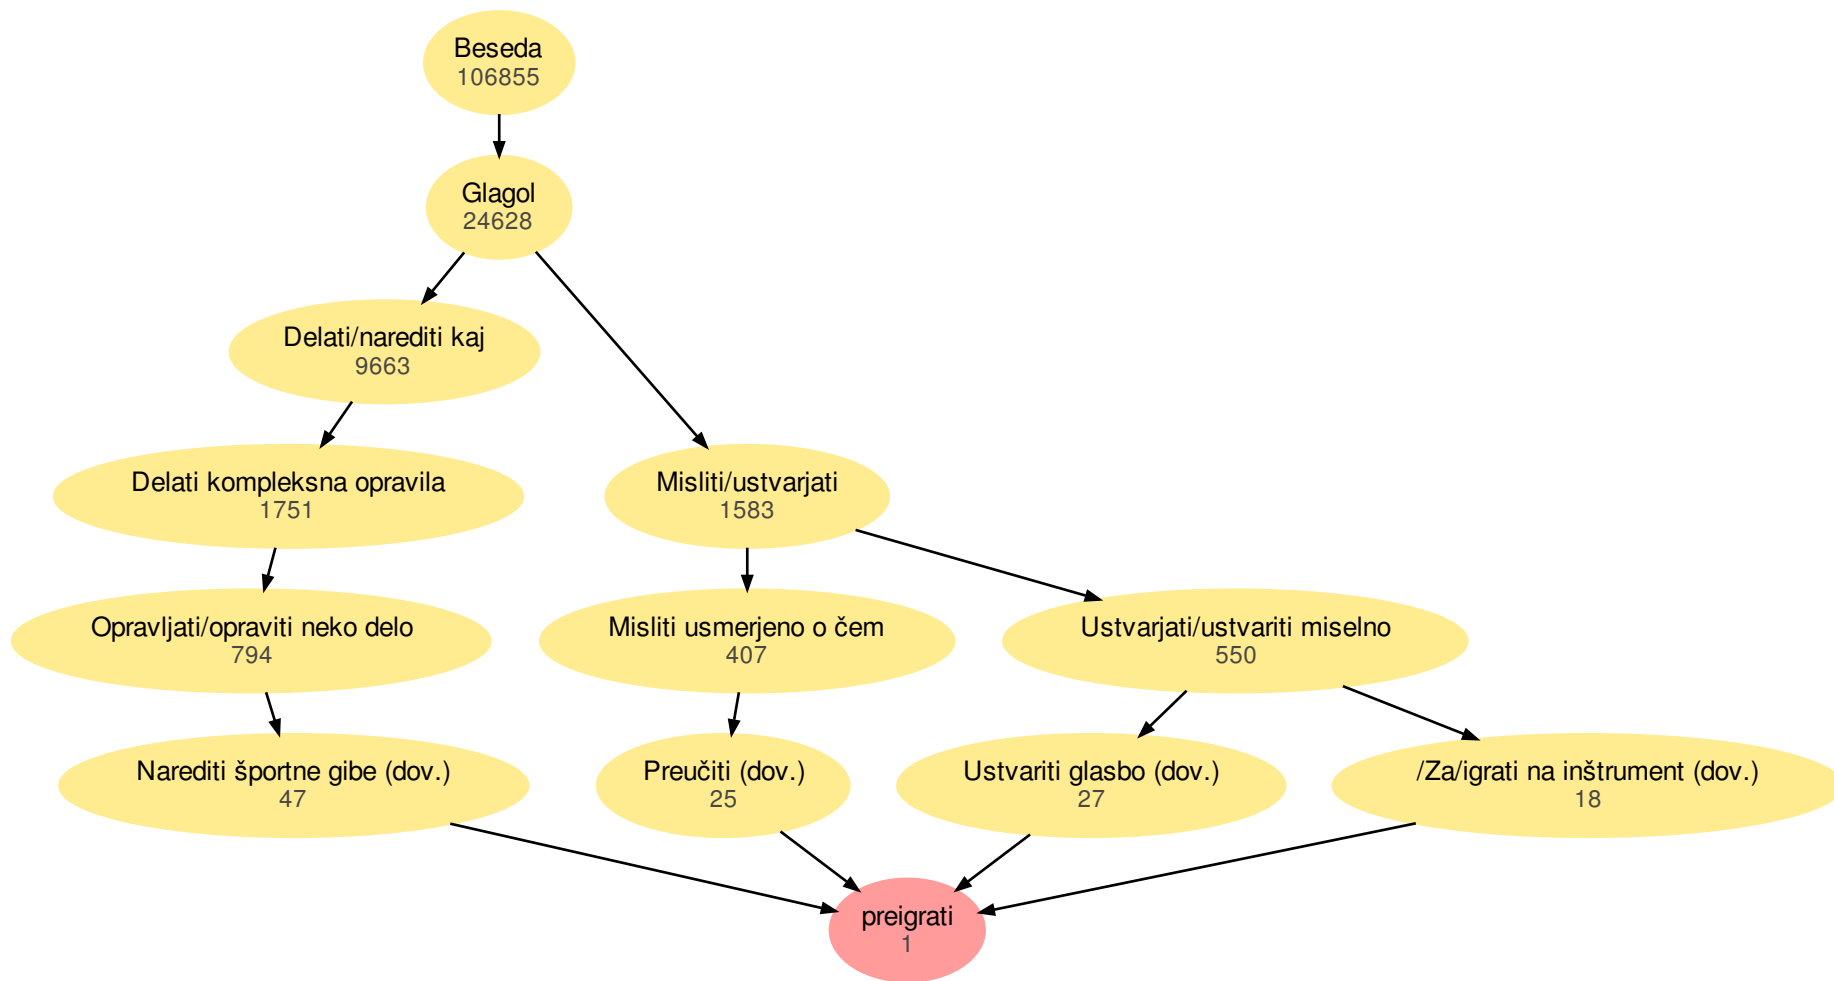 Beseda
106855
Glagol
24628
Delati/narediti kaj
9663
Delati kompleksna opravila
1751
Misliti/ustvarjati
1583
Opravljati/opraviti neko delo
794
Misliti usmerjeno o čem
407
Ustvarjati/ustvariti miselno
550
Narediti športne gibe (dov.)
47
Preučiti (dov.)
25
Ustvariti glasbo (dov.)
27
/Za/igrati na inštrument (dov.)
18
preigrati
1